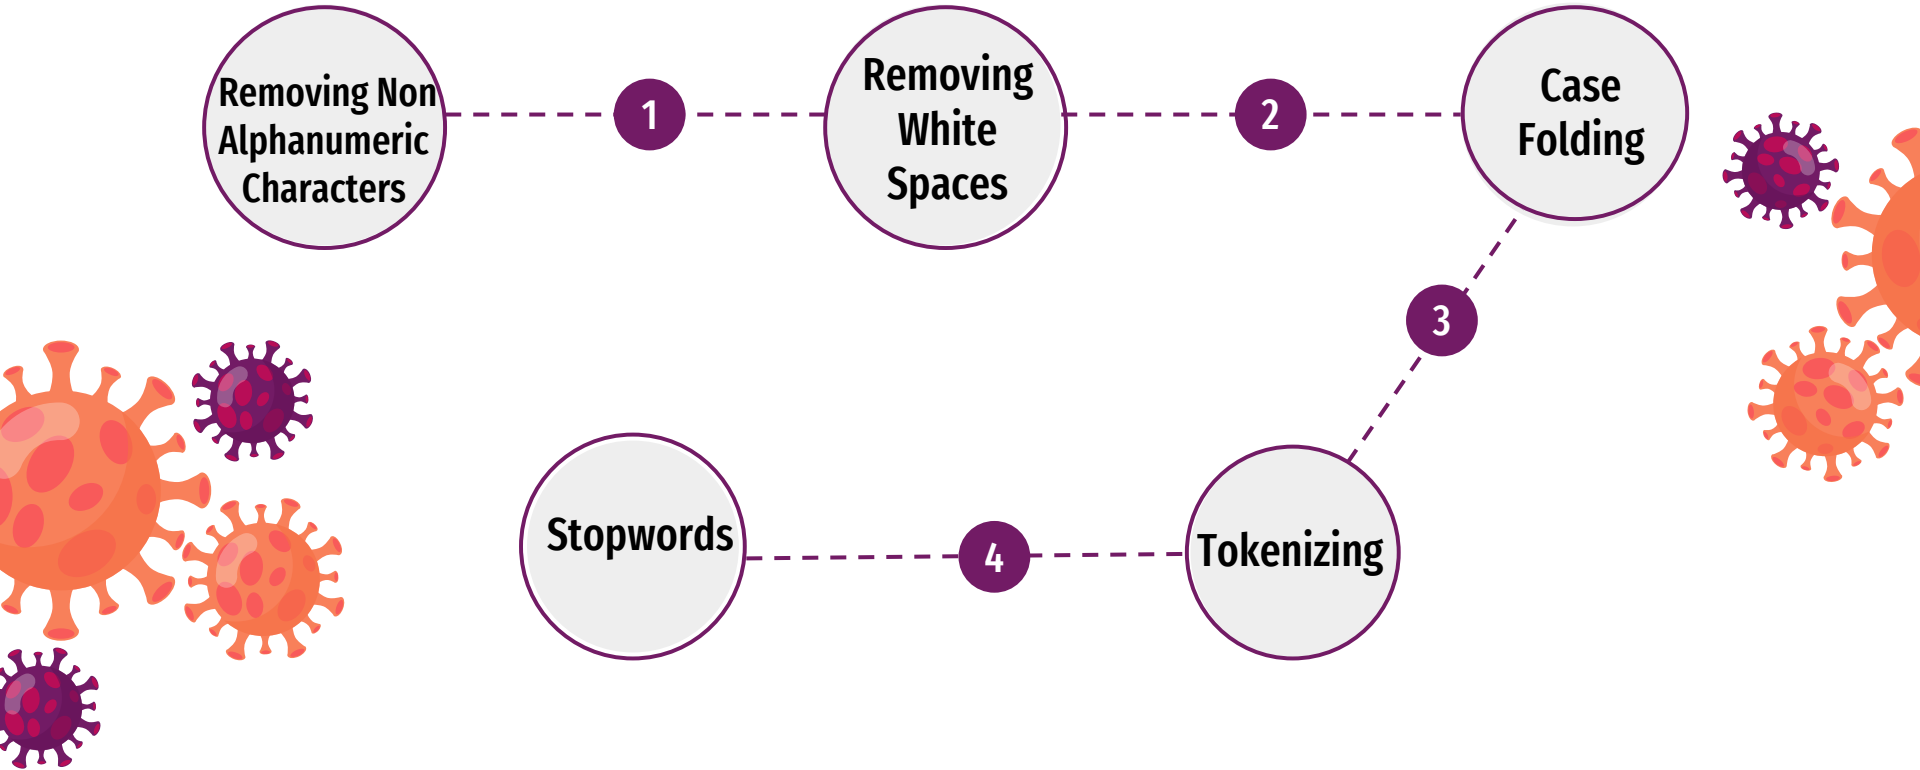 Removing Non
Alphanumeric
Characters
1
Removing
White
Spaces
2
Case
Folding
3
Tokenizing
4
Stopwords